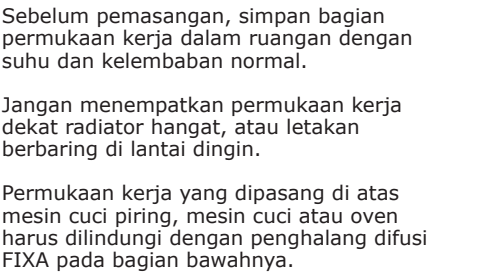 Sebelum pemasangan, simpan bagian
permukaan kerja dalam ruangan dengan
suhu dan kelembaban normal.
Jangan menempatkan permukaan kerja
dekat radiator hangat, atau letakan
berbaring di lantai dingin.
Permukaan kerja yang dipasang di atas
mesin cuci piring, mesin cuci atau oven
harus dilindungi dengan penghalang difusi
FIXA pada bagian bawahnya.